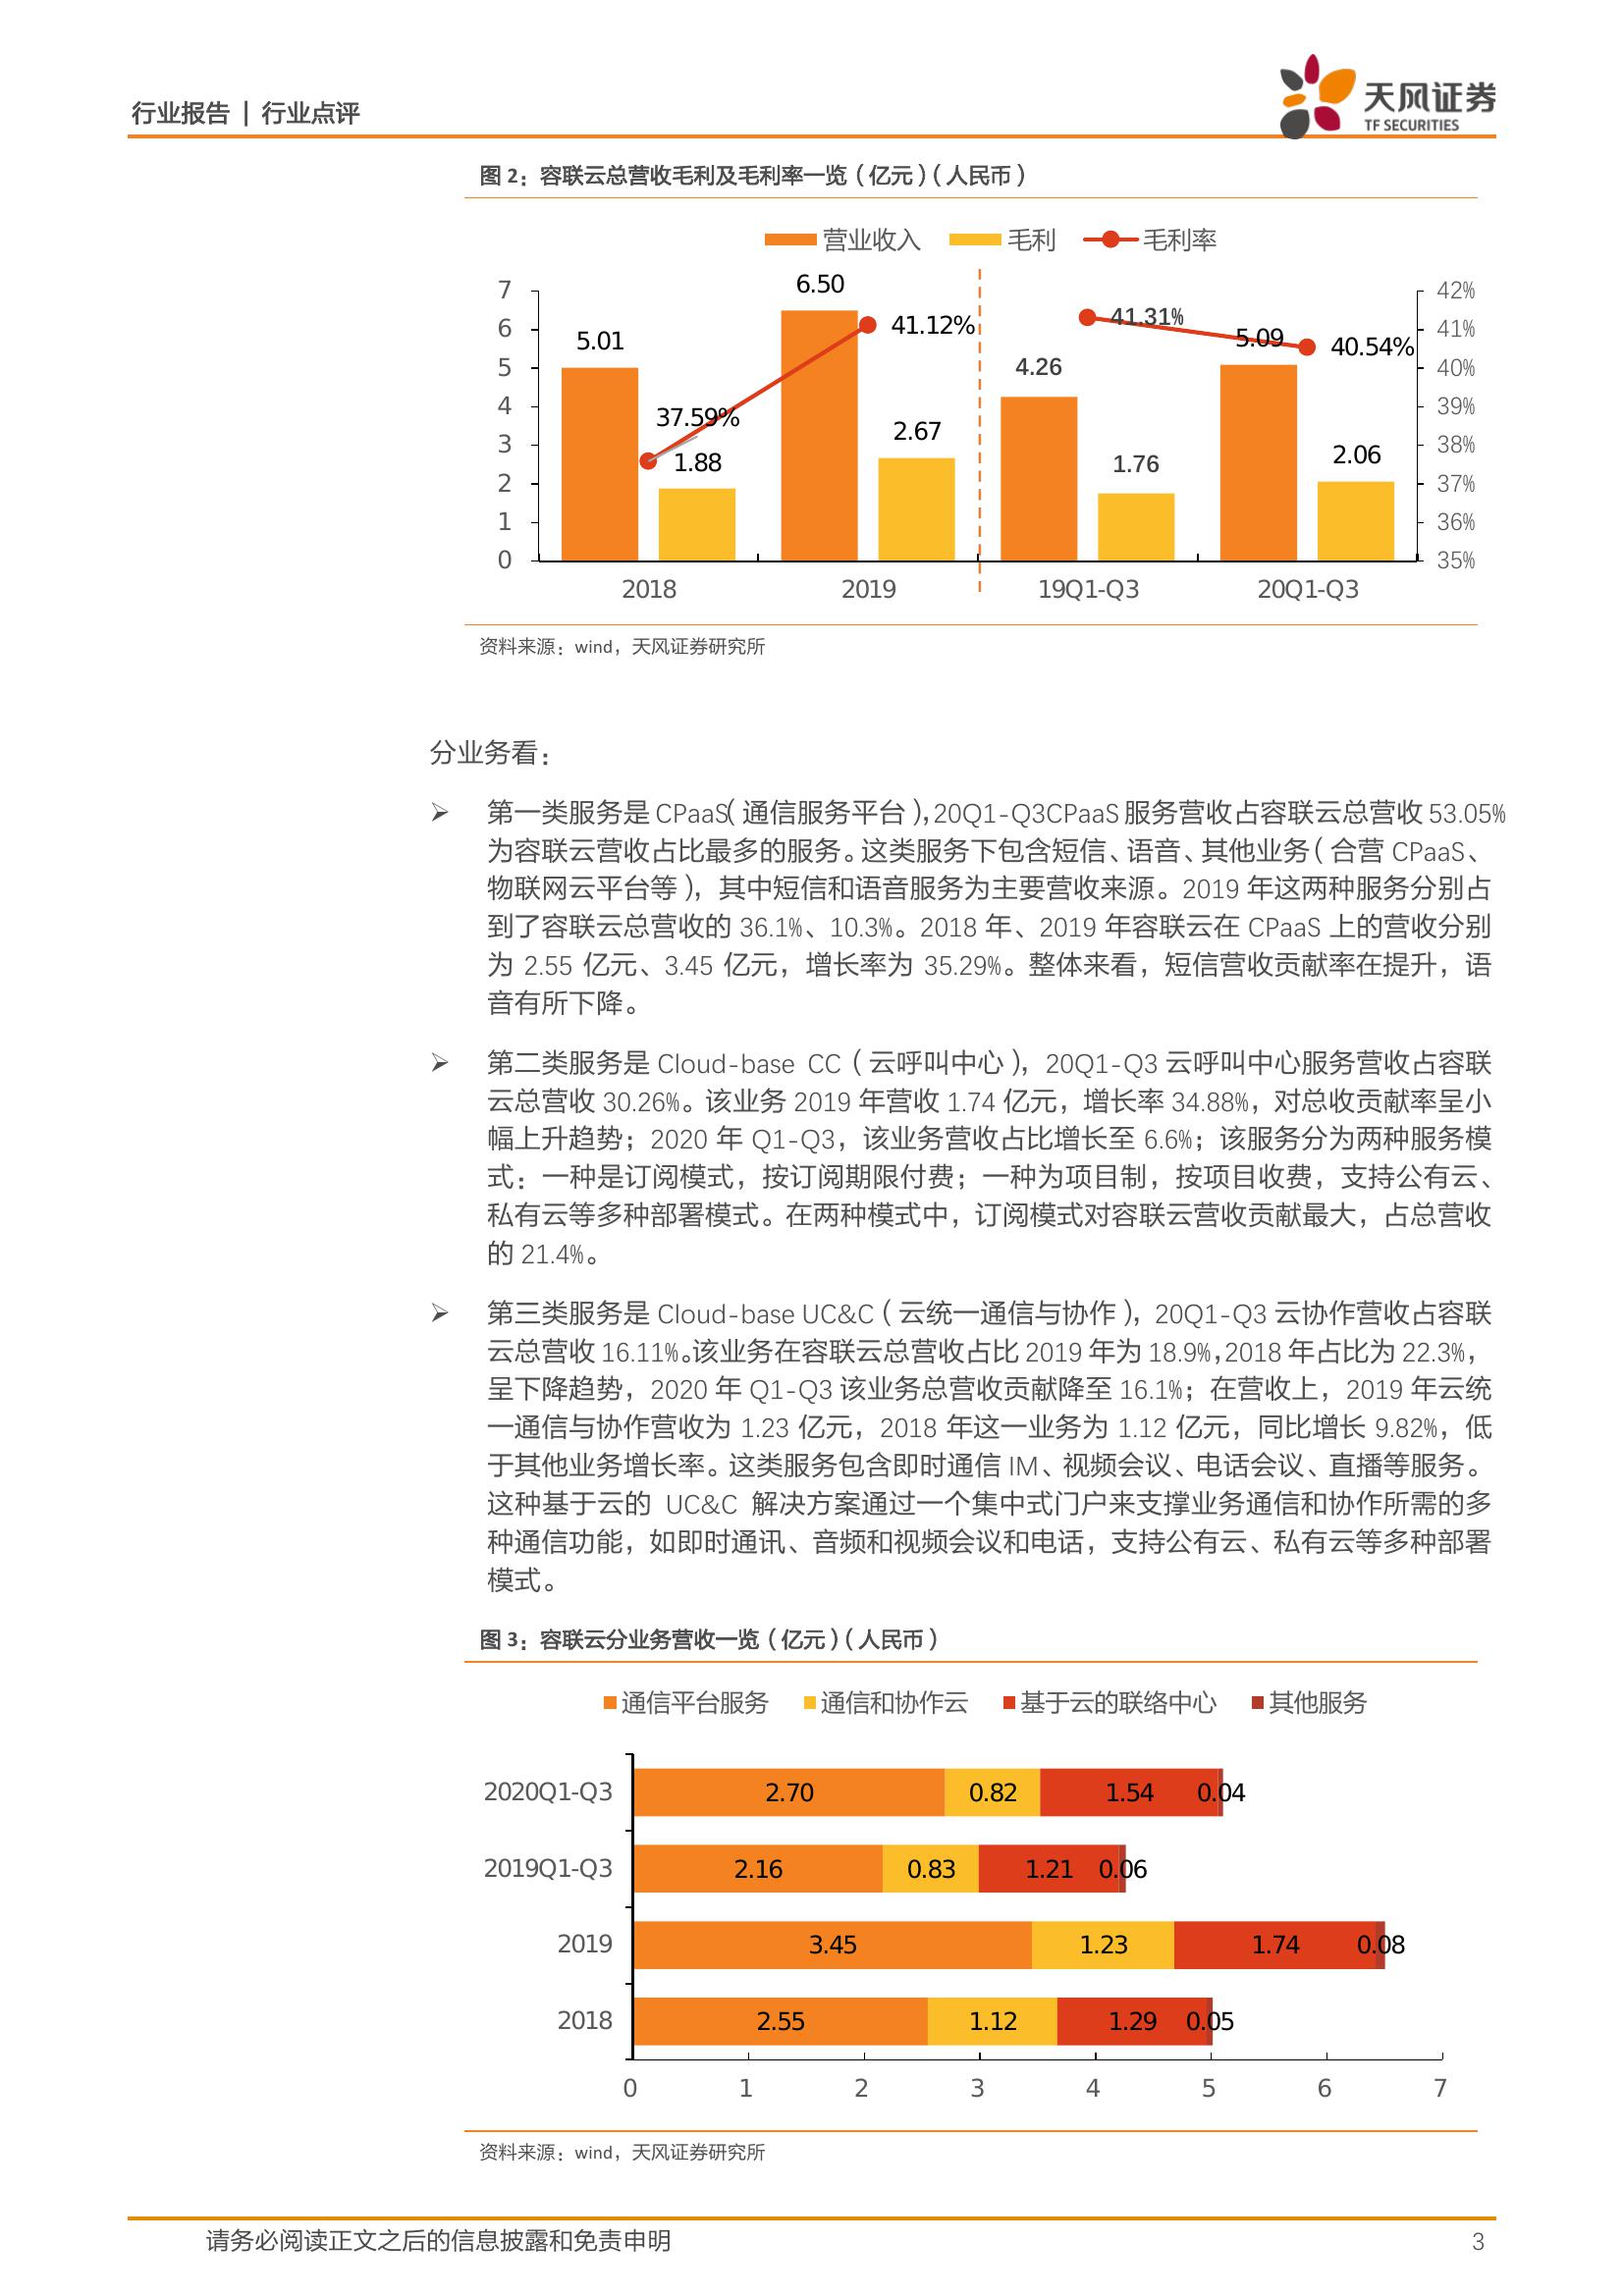 行业报告 | 行业点评
天风证券
TF SECURITIES
图 2：容联云总营收毛利及毛利率一览（亿元）（人民币）
营业收入 毛利 毛利率
7
6
5
4
3
2
1
0
42%
41%
40%
39%
38%
37%
36%
35%
5.01
37.59%
1.88
6.50
41.12%
2.67
4.26
41.31%
1.76
5.09
40.54%
2.06
2018 2019 19Q1-Q3 20Q1-Q3
资料来源：wind，天风证券研究所
分业务看：
➢ 第一类服务是 CPaaS（通信服务平台），20Q1-Q3CPaaS 服务营收占容联云总营收 53.05%
为容联云营收占比最多的服务。这类服务下包含短信、语音、其他业务（合营 CPaaS、
物联网云平台等），其中短信和语音服务为主要营收来源。2019 年这两种服务分别占
到了容联云总营收的 36.1%、10.3%。2018 年、2019 年容联云在 CPaaS 上的营收分别
为 2.55 亿元、3.45 亿元，增长率为 35.29%。整体来看，短信营收贡献率在提升，语
音有所下降。
➢ 第二类服务是 Cloud-base CC（云呼叫中心），20Q1-Q3 云呼叫中心服务营收占容联
云总营收 30.26%。该业务 2019 年营收 1.74 亿元，增长率 34.88%，对总收贡献率呈小
幅上升趋势；2020 年 Q1-Q3，该业务营收占比增长至 6.6%；该服务分为两种服务模
式：一种是订阅模式，按订阅期限付费；一种为项目制，按项目收费，支持公有云、
私有云等多种部署模式。在两种模式中，订阅模式对容联云营收贡献最大，占总营收
的 21.4%。
➢ 第三类服务是 Cloud-base UC&C（云统一通信与协作），20Q1-Q3 云协作营收占容联
云总营收 16.11%。该业务在容联云总营收占比 2019 年为 18.9%，2018 年占比为 22.3%，
呈下降趋势，2020 年 Q1-Q3 该业务总营收贡献降至 16.1%；在营收上，2019 年云统
一通信与协作营收为 1.23 亿元，2018 年这一业务为 1.12 亿元，同比增长 9.82%，低
于其他业务增长率。这类服务包含即时通信 IM、视频会议、电话会议、直播等服务。
这种基于云的 UC&C 解决方案通过一个集中式门户来支撑业务通信和协作所需的多
种通信功能，如即时通讯、音频和视频会议和电话，支持公有云、私有云等多种部署
模式。
图 3：容联云分业务营收一览（亿元）（人民币）
通信平台服务 通信和协作云 基于云的联络中心 其他服务
2020Q1-Q3 2.70 0.82 1.54 0.04
2019Q1-Q3 2.16 0.83 1.21 0.06
2019 3.45 1.23 1.74 0.08
2018 2.55 1.12 1.29 0.05
0 1 2 3 4 5 6 7
资料来源：wind，天风证券研究所
请务必阅读正文之后的信息披露和免责申明 3